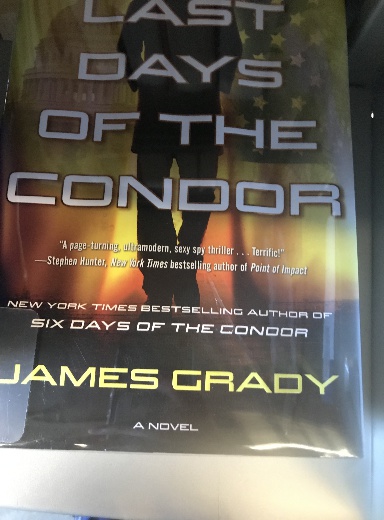 LAST
DAYS
OF THE
CONDOR
"A page-turning, ultramodern, sexy spy thriller . . . Terrific!"
—Stephen Hunter, New York Times bestselling author of Point of Impact
NEW YORK TIMES BESTSELLING AUTHOR OF
SIX DAYS OF THE CONDOR
JAMES GRADY
A NOVEL